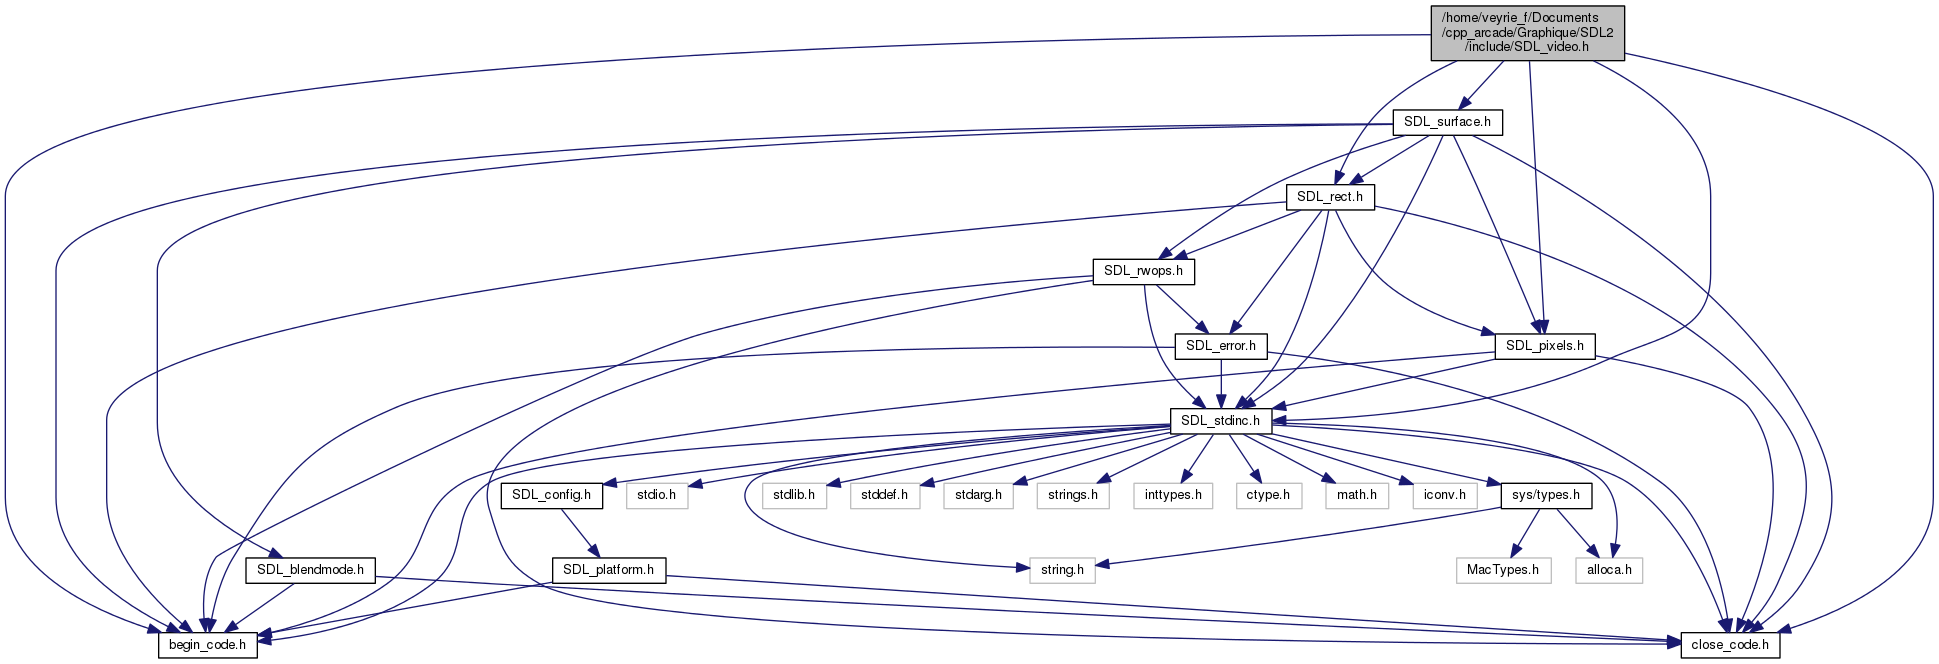 /home/veyrie_f/Documents
/cpp_arcade/Graphique/SDL2
/include/SDL_video.h
SDL_surface.h
SDL_rect.h
SDL_rwops.h
SDL_error.h
SDL_pixels.h
SDL_stdinc.h
SDL_config.h
stdio.h
stdlib.h
stddef.h
stdarg.h
strings.h
inttypes.h
ctype.h
math.h
iconv.h
sys/types.h
SDL_blendmode.h
SDL_platform.h
string.h
MacTypes.h
alloca.h
begin_code.h
close_code.h